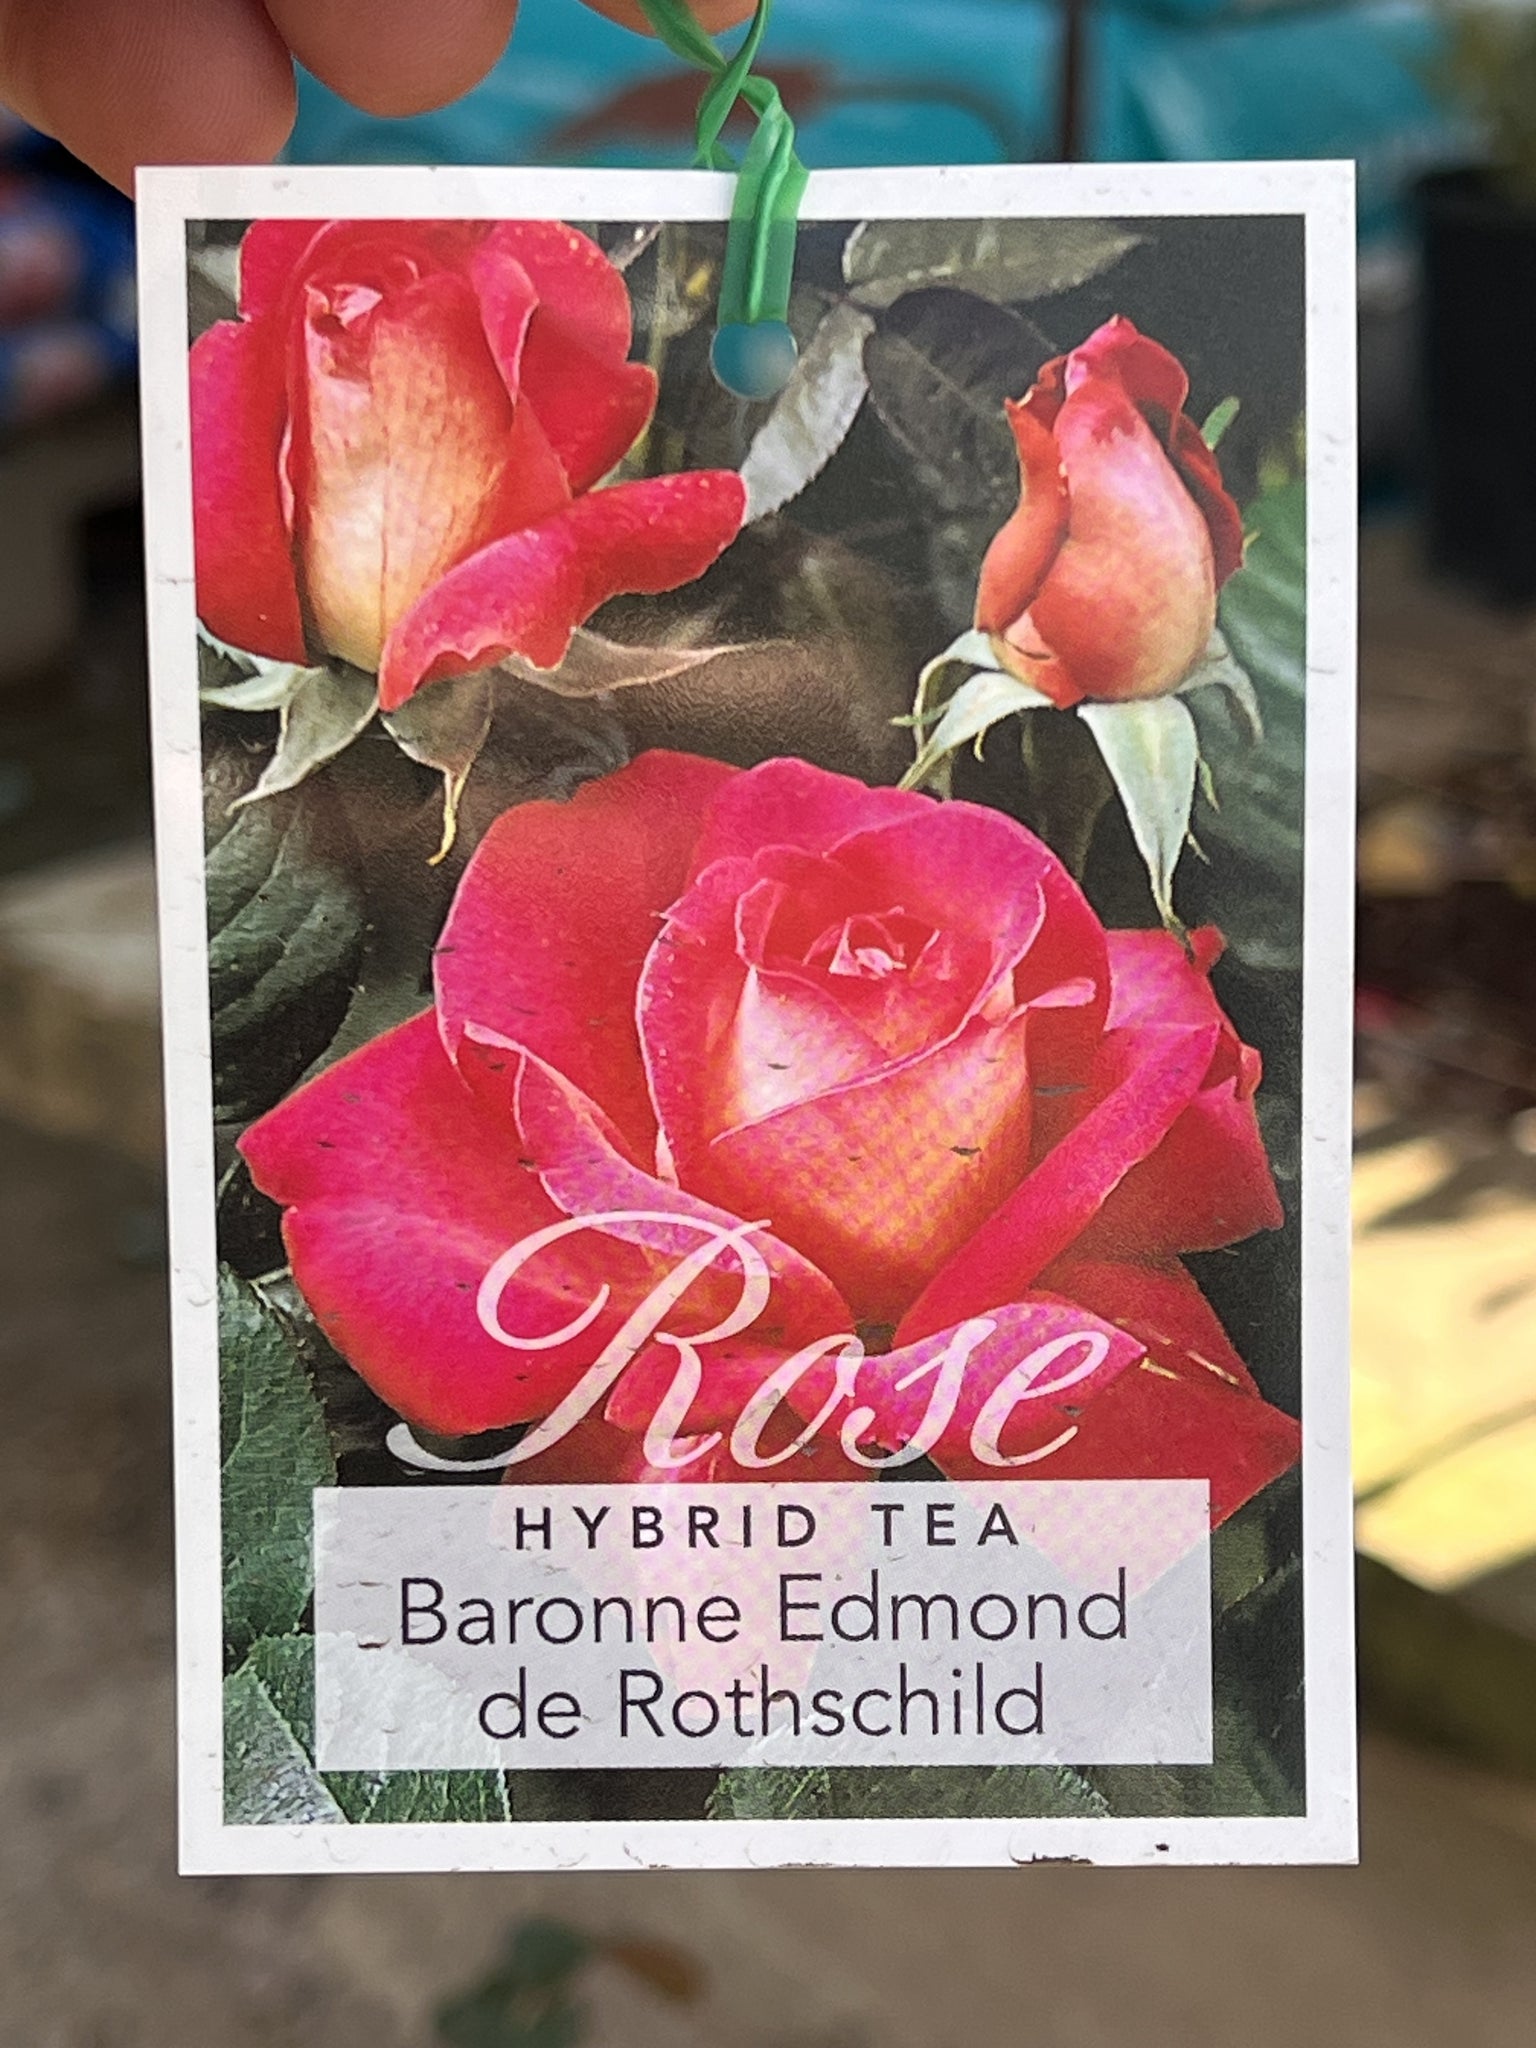 Rose
HYBRID TEA
Baronne Edmond
de Rothschild